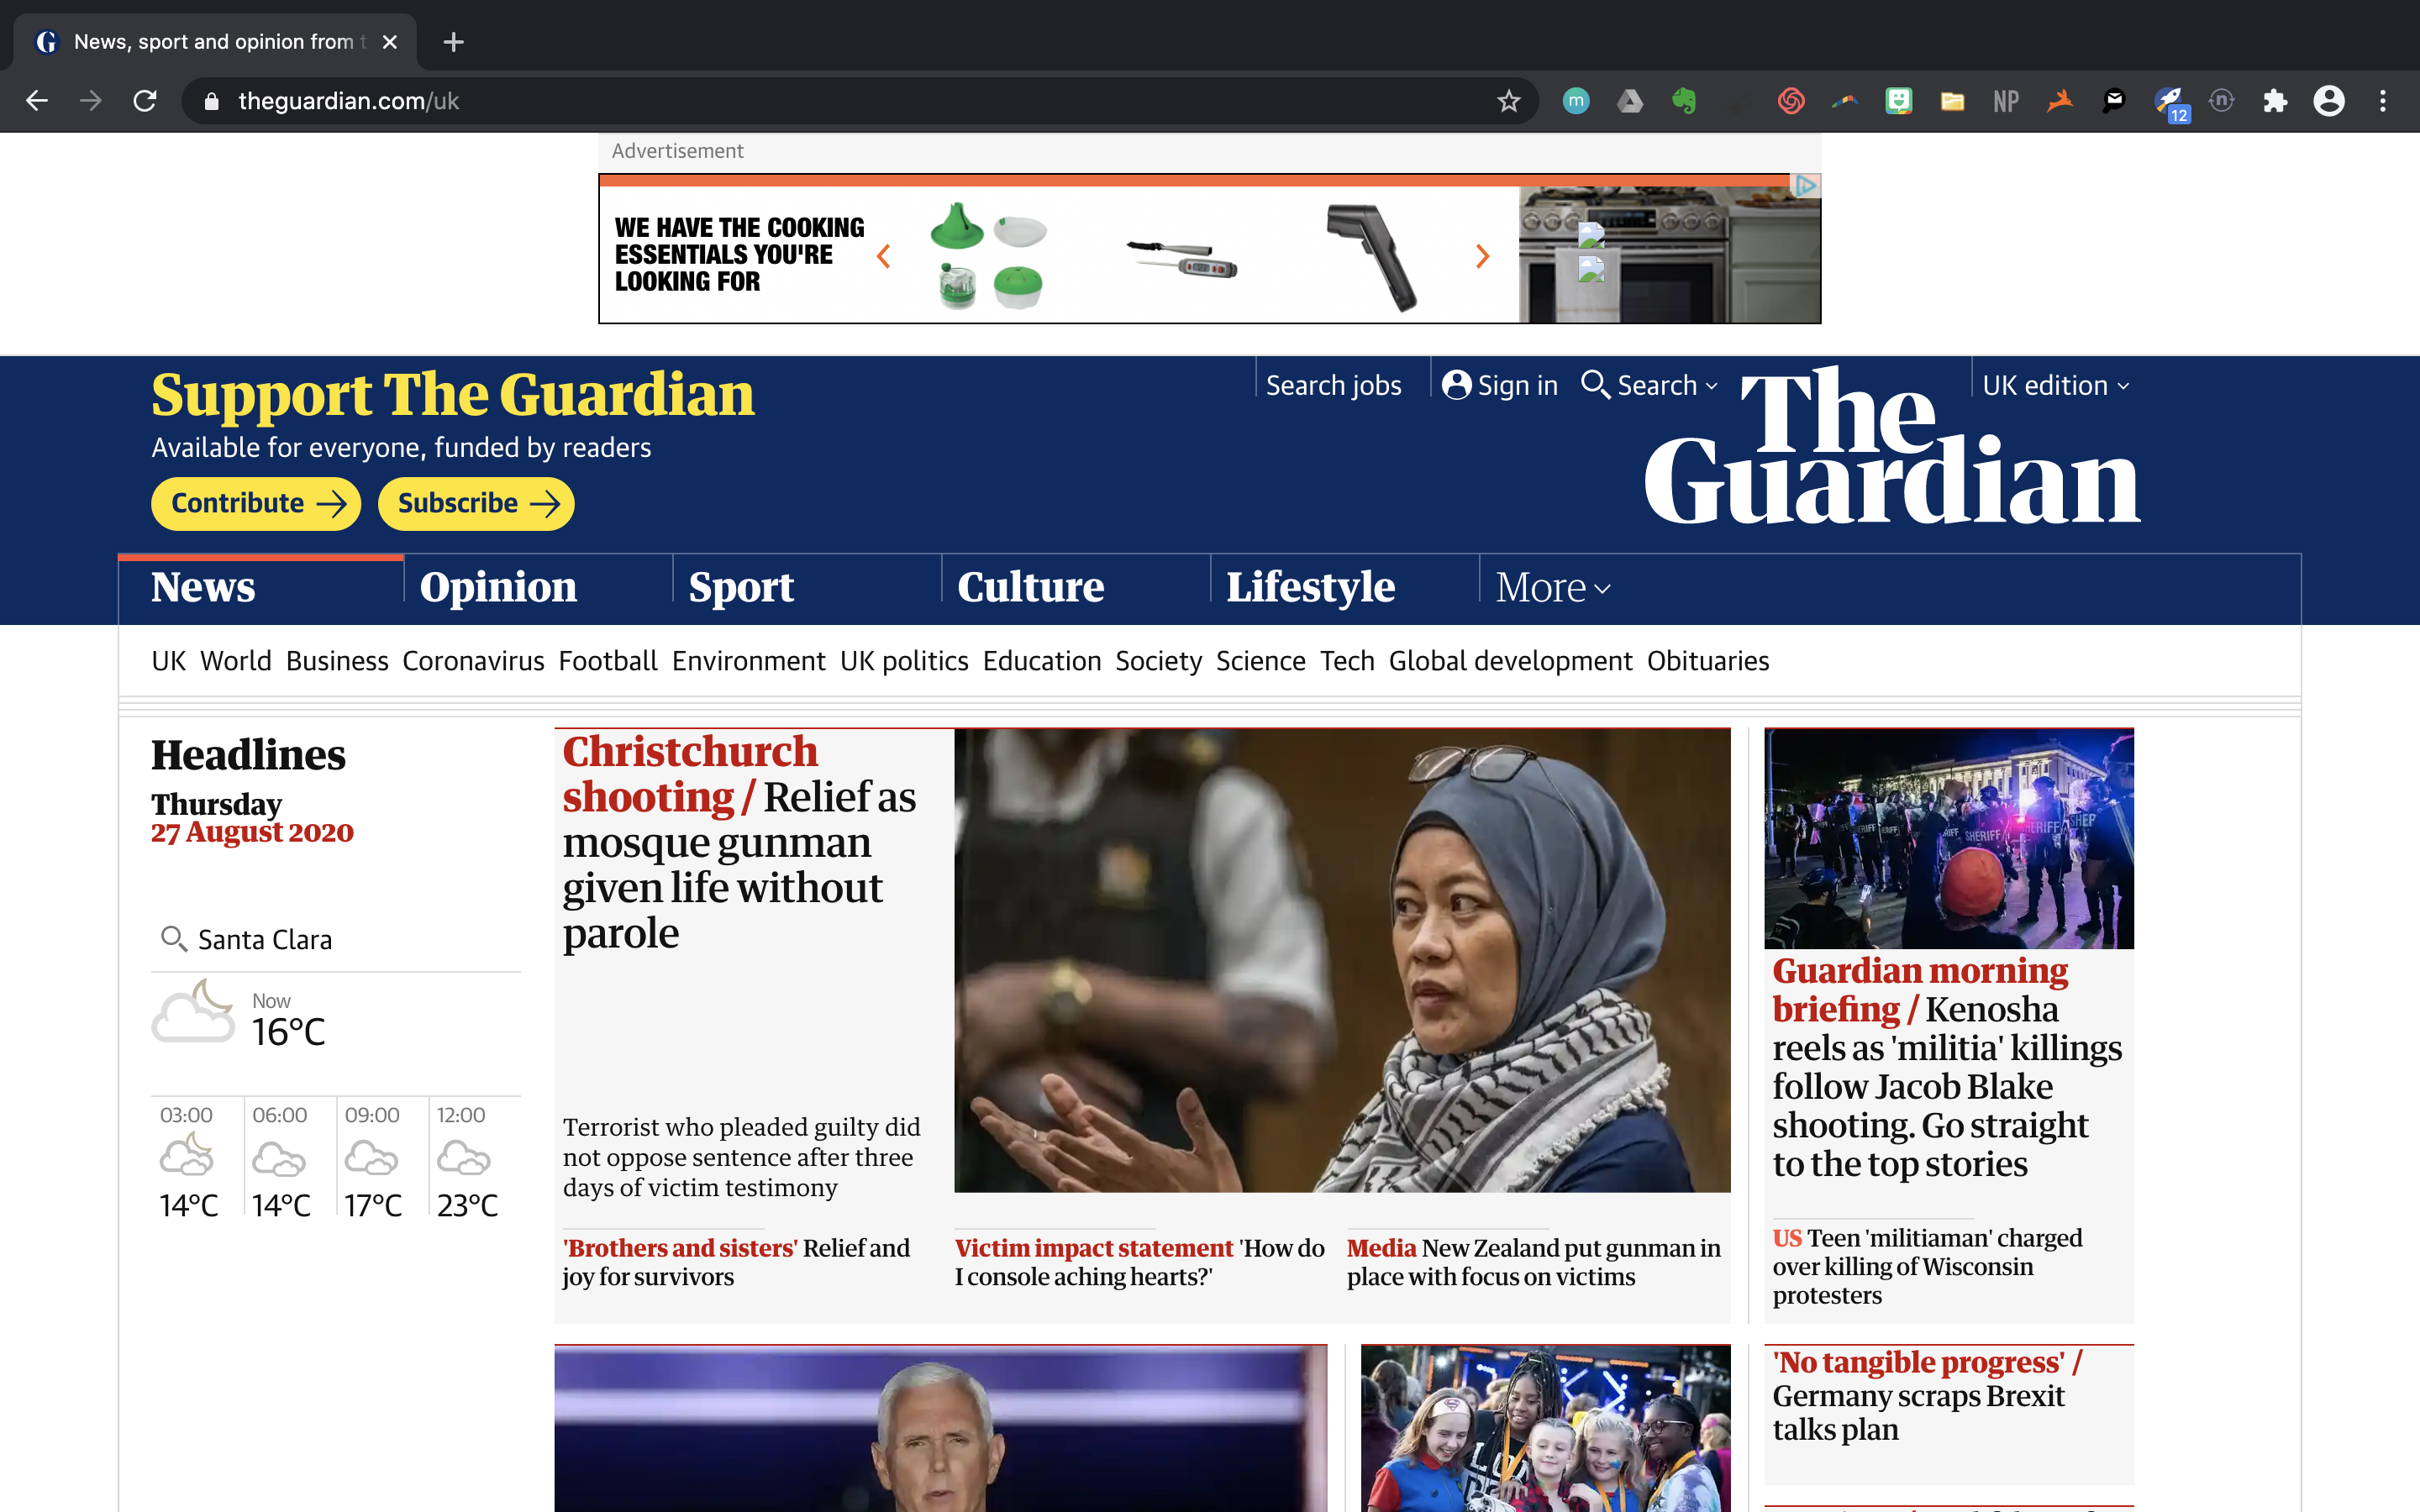 News, sport and opinion from t
theguardian.com/uk
m
NP
12
n
Advertisement
WE HAVE THE COOKING
ESSENTIALS YOU'RE
LOOKING FOR
Support The Guardian
Available for everyone, funded by readers
Contribute
Subscribe
Search jobs
Sign in
Search
UK edition
The
Guardian
News
Opinion
Sport
Culture
Lifestyle
More
UK World Business Coronavirus Football Environment UK politics Education Society Science Tech Global development Obituaries
Headlines
Thursday
27 August 2020
Santa Clara
Now
16°C
03:00 06:00 09:00 12:00
14°C 14°C 17°C 23°C
Christchurch
shooting / Relief as
mosque gunman
given life without
parole
Terrorist who pleaded guilty did
not oppose sentence after three
days of victim testimony
'Brothers and sisters' Relief and
joy for survivors
Victim impact statement 'How do
I console aching hearts?'
Media New Zealand put gunman in
place with focus on victims
SHERIFF
Guardian morning
briefing / Kenosha
reels as 'militia' killings
follow Jacob Blake
shooting. Go straight
to the top stories
US Teen 'militiaman' charged
over killing of Wisconsin
protesters
'No tangible progress' /
Germany scraps Brexit
talks plan